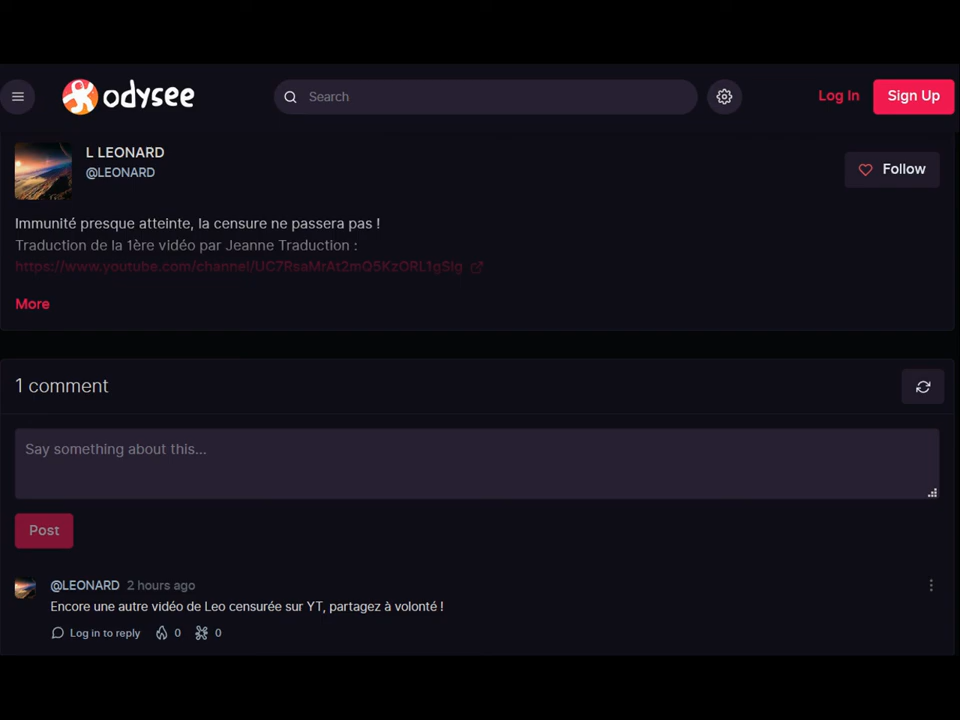 odysee
Search
Log In
Sign Up
L LEONARD
@LEONARD
Follow
Immunité presque atteinte, la censure ne passera pas !
Traduction de la 1ère vidéo par Jeanne Traduction :
https://www.youtube.com/channel/UC7RsaMrAt2mQ5KzORL1gSIg
More
1 comment
Say something about this...
Post
@LEONARD 2 hours ago
Encore une autre vidéo de Leo censurée sur YT, partagez à volonté !
Log in to reply 0 0